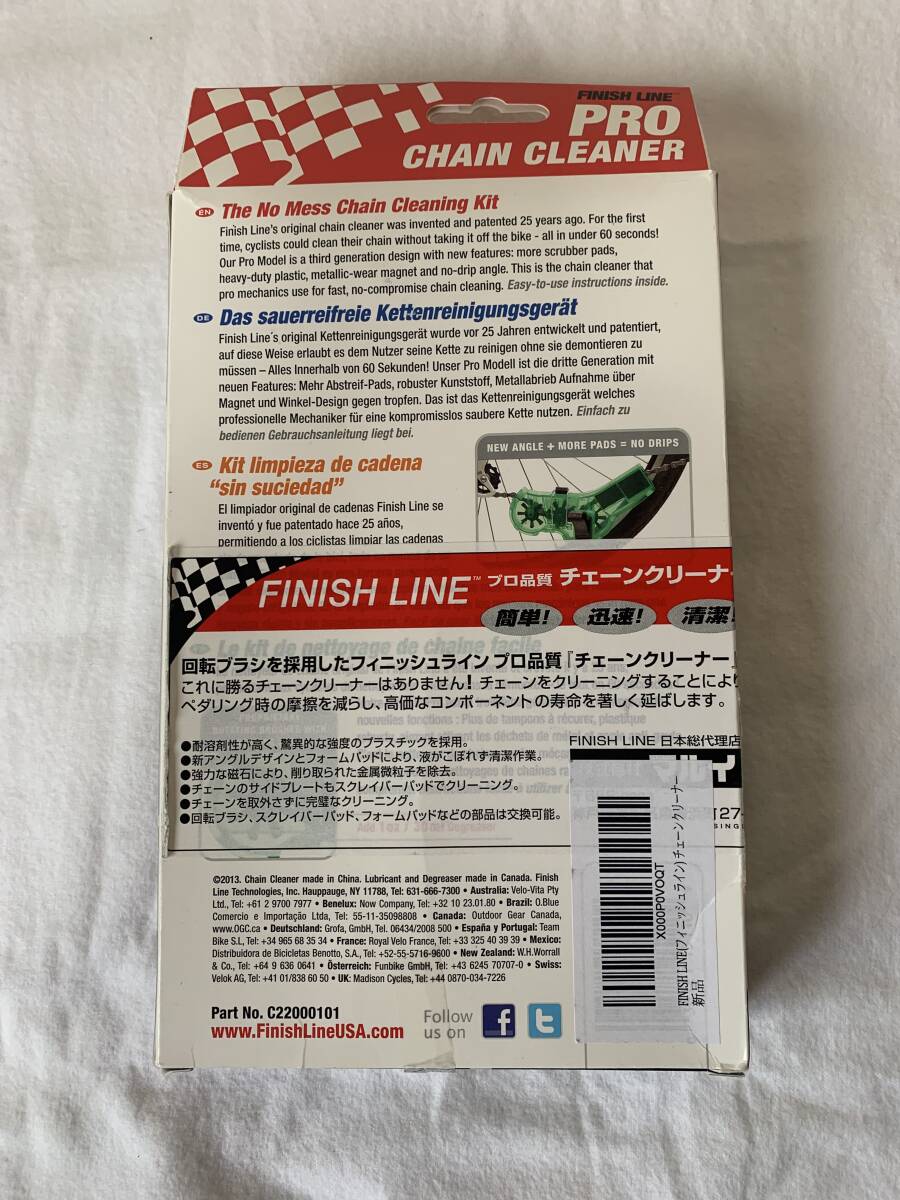 FINISH LINE™
PRO
CHAIN CLEANER
EN The No Mess Chain Cleaning Kit
Finish Line's original chain cleaner was invented and patented 25 years ago. For the first
time, cyclists could clean their chain without taking it off the bike - all in under 60 seconds!
Our Pro Model is a third generation design with new features: more scrubber pads,
heavy-duty plastic, metallic-wear magnet and no-drip angle. This is the chain cleaner that
pro mechanics use for fast, no-compromise chain cleaning. Easy-to-use instructions inside.
DE Das sauerreifreie Kettenreinigungsgerät
Finish Line´s original Kettenreinigungsgerät wurde vor 25 Jahren entwickelt und patentiert,
auf diese Weise erlaubt es dem Nutzer seine Kette zu reinigen ohne sie demontieren zu
müssen – Alles Innerhalb von 60 Sekunden! Unser Pro Modell ist die dritte Generation mit
neuen Features: Mehr Abstreif-Pads, robuster Kunststoff, Metallabrieb Aufnahme über
Magnet und Winkel-Design gegen tropfen. Das ist das Kettenreinigungsgerät welches
professionelle Mechaniker für eine kompromisslos saubere Kette nutzen. Einfach zu
bedienen Gebrauchsanleitung liegt bei.
NEW ANGLE + MORE PADS = NO DRIPS
ES Kit limpieza de cadena
“sin suciedad”
El limpiador original de cadenas Finish Line se
inventó y fue patentado hace 25 años,
permitiendo a los ciclistas limpiar las cadenas
FINISH LINE™ プロ品質 チェーンクリーナー
簡単! 迅速! 清潔!
Le kit de nettoyage de chaîne facile
回転ブラシを採用したフィニッシュライン プロ品質『チェーンクリーナー』
これに勝るチェーンクリーナーはありません! チェーンをクリーニングすることにより
ペダリング時の摩擦を減らし、高価なコンポーネントの寿命を著しく延ばします。
nouvelles fonctions : Plus de tampons à récurer, plastique
FINISH LINE 日本総代理店
●耐溶剤性が高く、驚異的な強度のプラスチックを採用。
●新アングルデザインとフォームパッドにより、液がこぼれず清潔作業。
●強力な磁石により、削り取られた金属微粒子を除去。
●チェーンのサイドプレートもスクレイパーパッドでクリーニング。
●チェーンを取外さずに完璧なクリーニング。
●回転ブラシ、スクレイパーパッド、フォームパッドなどの部品は交換可能。
X000P0VOQT
FINISH LINE(フィニッシュライン) チェーンクリーナー
新品
©2013. Chain Cleaner made in China. Lubricant and Degreaser made in Canada. Finish
Line Technologies, Inc. Hauppauge, NY 11788, Tel: 631-666-7300 • Australia: Velo-Vita Pty
Ltd., Tel: +61 2 9700 7977 • Benelux: Now Company, Tel: +32 10 23.01.80 • Brazil: O.Blue
Comercio e Importação Ltda, Tel: 55-11-35098808 • Canada: Outdoor Gear Canada,
www.OGC.ca • Deutschland: Grofa, GmbH, Tel. 06434/2008 500 • España y Portugal: Team
Bike S.L, Tel: +34 965 68 35 34 • France: Royal Velo France, Tel: +33 325 40 39 39 • Mexico:
Distribuidora de Bicicletas Benotto, S.A., Tel: +52-55-5716-9600 • New Zealand: W.H.Worrall
& Co., Tel: +64 9 636 0641 • Österreich: Funbike GmbH, Tel: +43 6245 70707-0 • Swiss:
Velok AG, Tel: +41 01/838 60 50 • UK: Madison Cycles, Tel: +44 0870-034-7226
Part No. C22000101
www.FinishLineUSA.com
Follow
us on